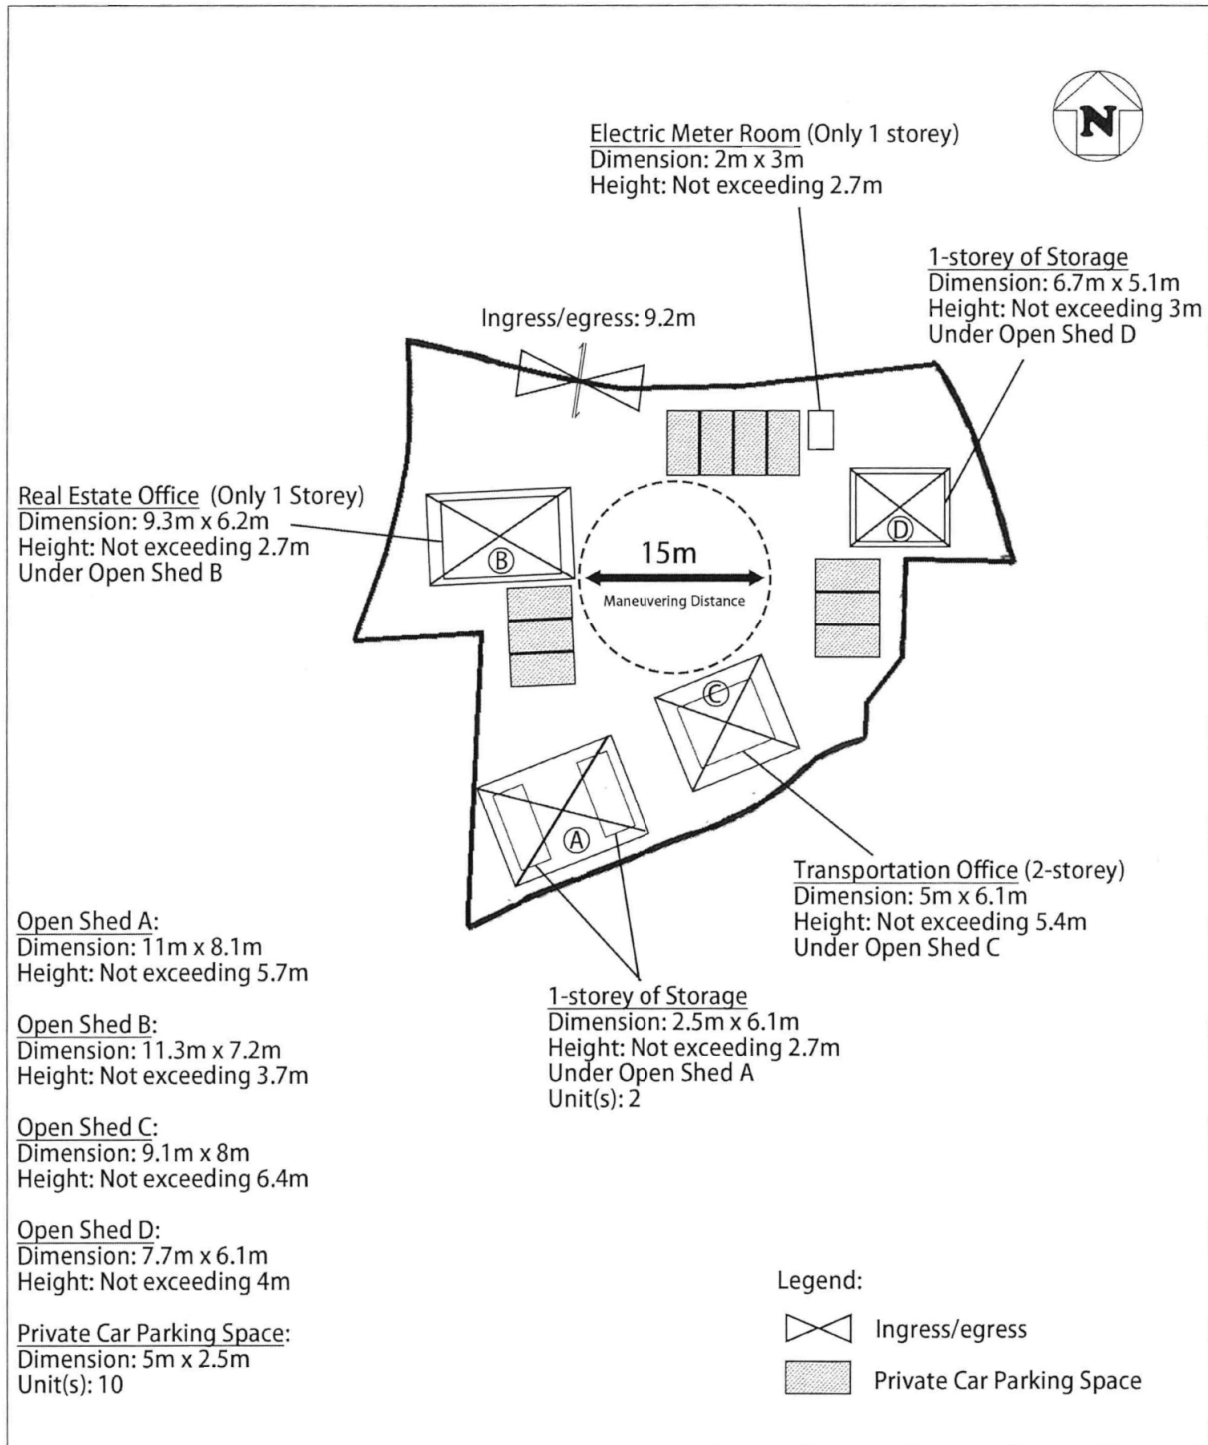 N
Electric Meter Room (Only 1 storey)
Dimension: 2m x 3m
Height: Not exceeding 2.7m
1-storey of Storage
Dimension: 6.7m x 5.1m
Height: Not exceeding 3m
Under Open Shed D
Ingress/egress: 9.2m
Real Estate Office (Only 1 Storey)
Dimension: 9.3m x 6.2m
Height: Not exceeding 2.7m
Under Open Shed B
B
D
15m
Maneuvering Distance
C
A
Transportation Office (2-storey)
Dimension: 5m x 6.1m
Height: Not exceeding 5.4m
Under Open Shed C
1-storey of Storage
Dimension: 2.5m x 6.1m
Height: Not exceeding 2.7m
Under Open Shed A
Unit(s): 2
Open Shed A:
Dimension: 11m x 8.1m
Height: Not exceeding 5.7m
Open Shed B:
Dimension: 11.3m x 7.2m
Height: Not exceeding 3.7m
Open Shed C:
Dimension: 9.1m x 8m
Height: Not exceeding 6.4m
Open Shed D:
Dimension: 7.7m x 6.1m
Height: Not exceeding 4m
Private Car Parking Space:
Dimension: 5m x 2.5m
Unit(s): 10
Legend:
Ingress/egress
Private Car Parking Space